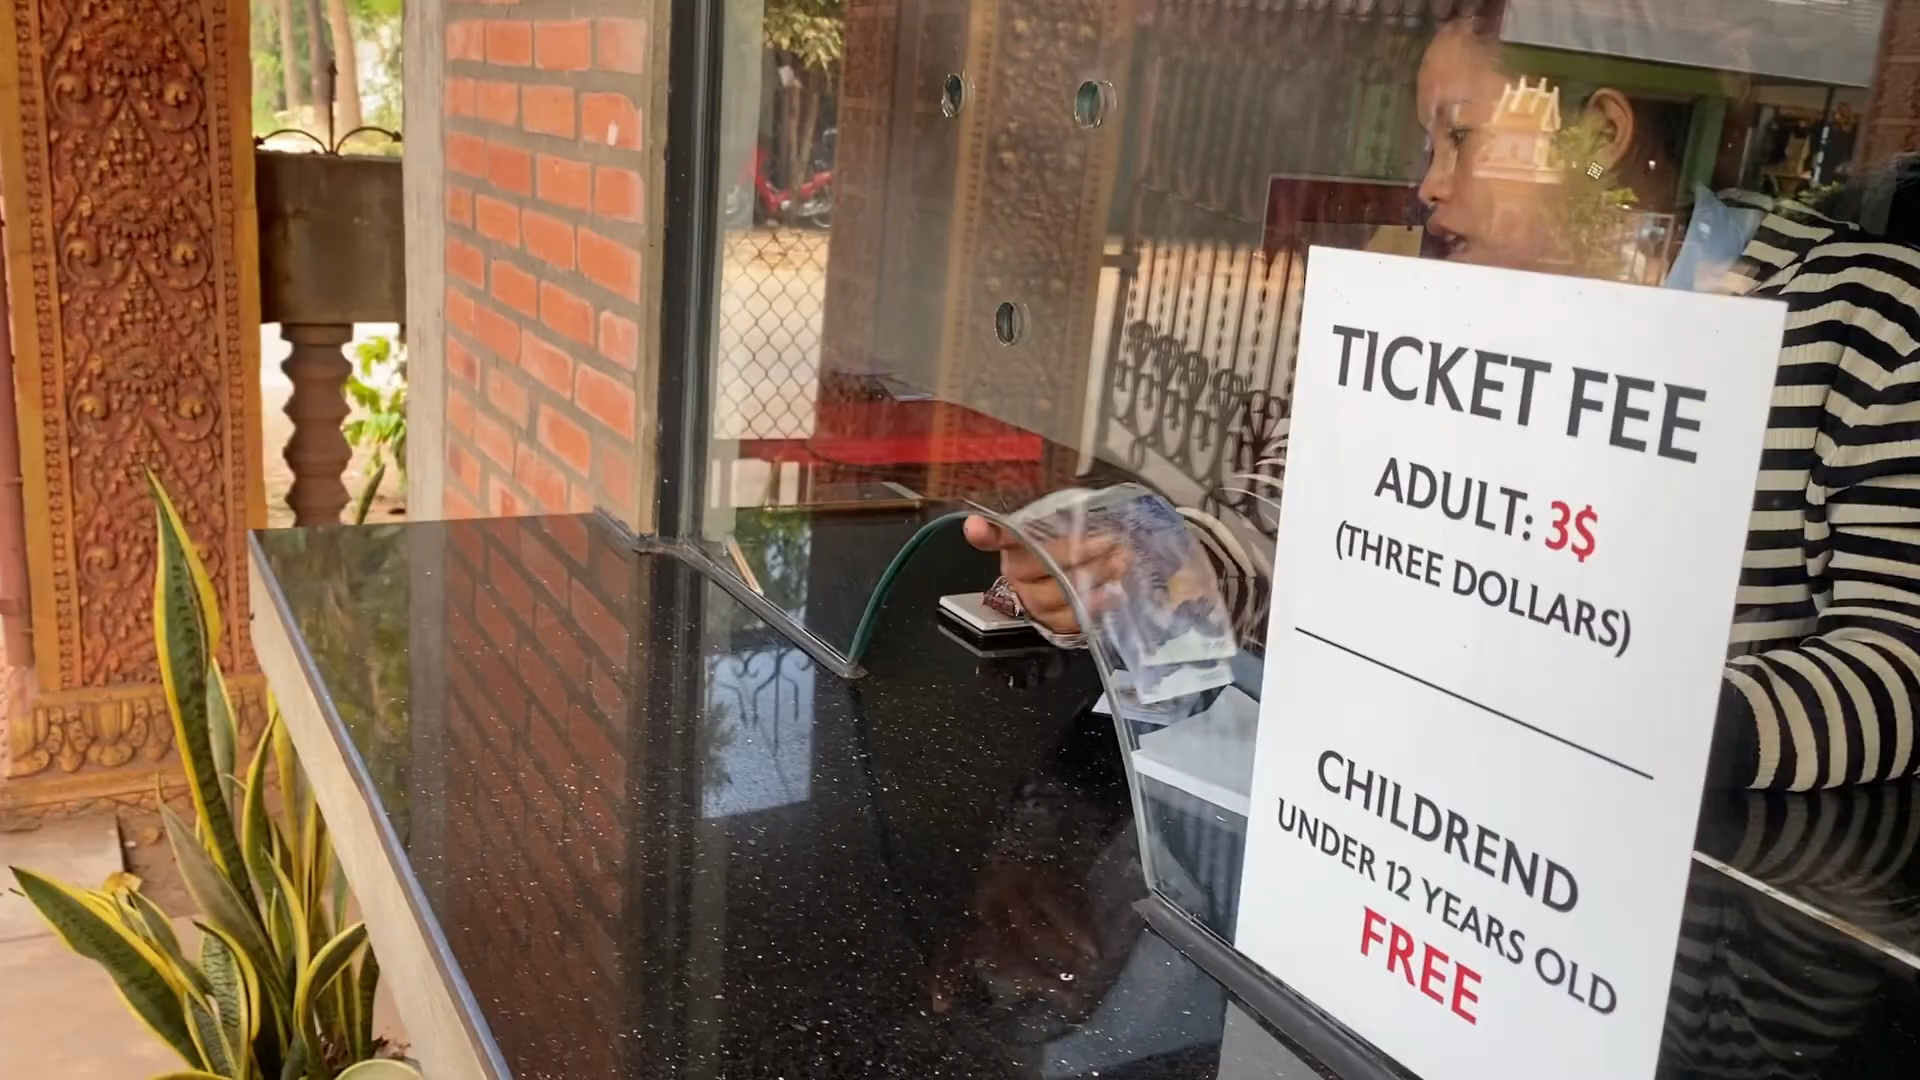 TICKET FEE
ADULT: 3$
(THREE DOLLARS)
CHILDREND
UNDER 12 YEARS OLD
FREE